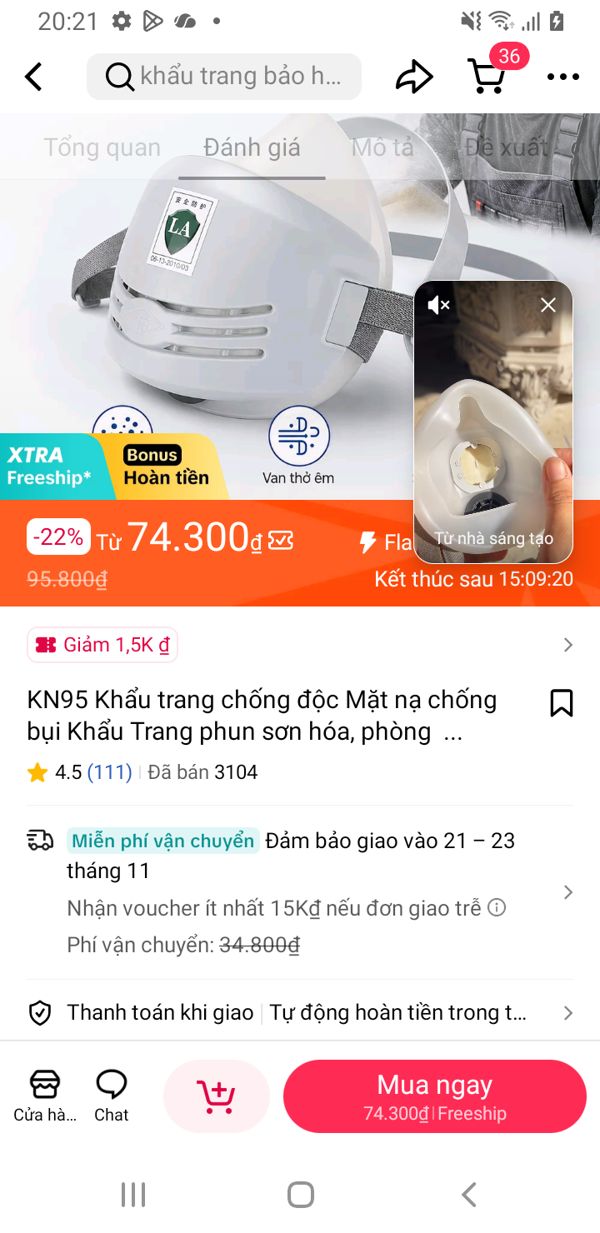 20:21
khẩu trang bảo h...
36
Tổng quan
Đánh giá
Mô tả
Đề xuất
安全防护
LA
XTRA
Freeship*
Bonus
Hoàn tiền
Van thở êm
Từ nhà sáng tạo
-22% Từ 74.300₫
Fla
95.800₫
Kết thúc sau 15:09:20
Giảm 1,5K ₫
KN95 Khẩu trang chống độc Mặt nạ chống
bụi Khẩu Trang phun sơn hóa, phòng ...
4.5 (111) Đã bán 3104
Miễn phí vận chuyển Đảm bảo giao vào 21 – 23
tháng 11
Nhận voucher ít nhất 15K₫ nếu đơn giao trễ
Phí vận chuyển: 34.800₫
Thanh toán khi giao Tự động hoàn tiền trong t...
Cửa hà...
Chat
Mua ngay
74.300₫ Freeship